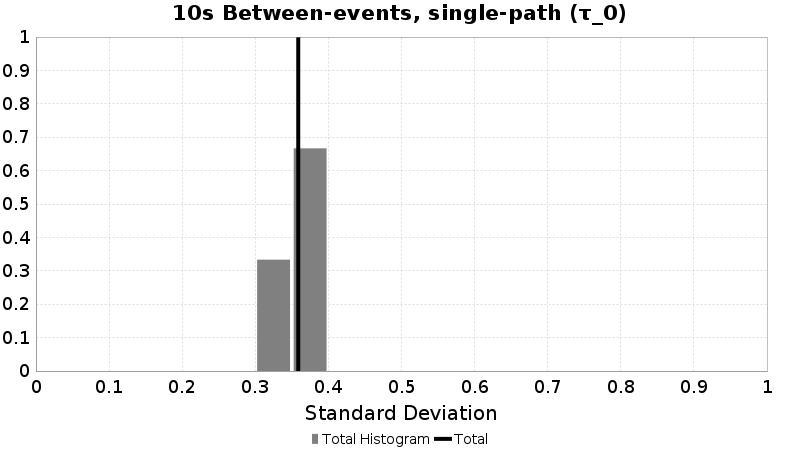 10s Between-events, single-path (τ_0)
1
0.9
0.8
0.7
0.6
0.5
0.4
0.3
0.2
0.1
0
0 0.1 0.2 0.3 0.4 0.5 0.6 0.7 0.8 0.9 1
Standard Deviation
Total Histogram Total